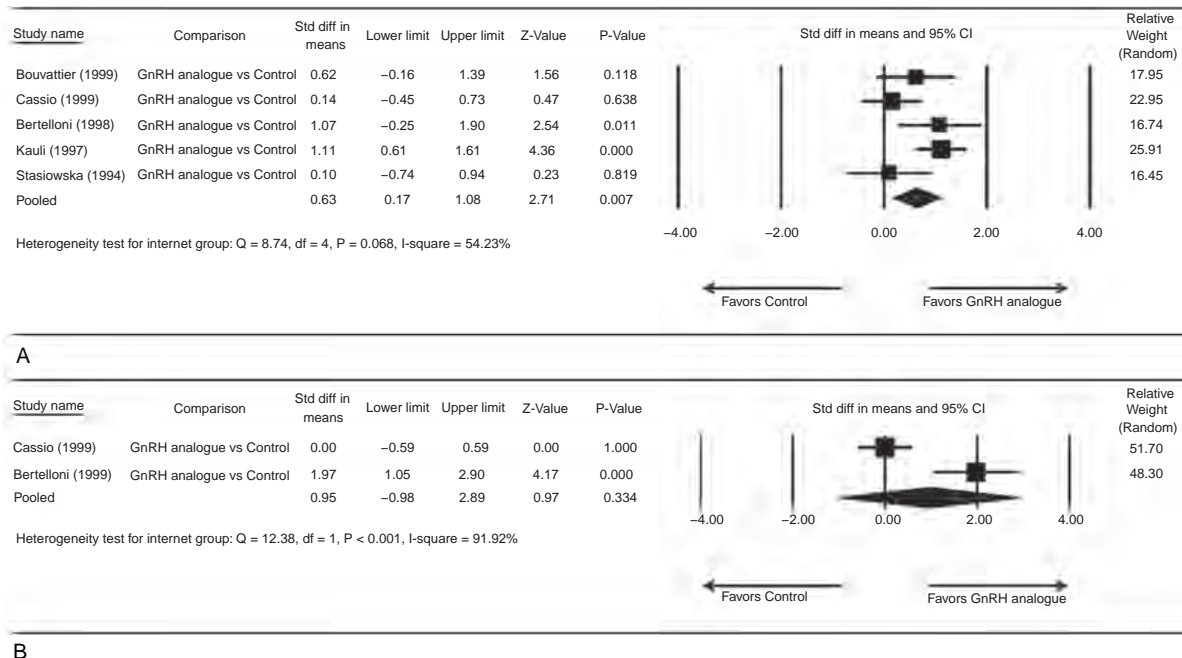 Study name Comparison Std diff in means Lower limit Upper limit Z-Value P-Value Std diff in means and 95% CI Relative Weight (Random)
Bouvattier (1999) GnRH analogue vs Control 0.62 −0.16 1.39 1.56 0.118 17.95
Cassio (1999) GnRH analogue vs Control 0.14 −0.45 0.73 0.47 0.638 22.95
Bertelloni (1998) GnRH analogue vs Control 1.07 −0.25 1.90 2.54 0.011 16.74
Kauli (1997) GnRH analogue vs Control 1.11 0.61 1.61 4.36 0.000 25.91
Stasiowska (1994) GnRH analogue vs Control 0.10 −0.74 0.94 0.23 0.819 16.45
Pooled 0.63 0.17 1.08 2.71 0.007
−4.00 −2.00 0.00 2.00 4.00
Heterogeneity test for internet group: Q = 8.74, df = 4, P = 0.068, I-square = 54.23%
Favors Control Favors GnRH analogue
A
Study name Comparison Std diff in means Lower limit Upper limit Z-Value P-Value Std diff in means and 95% CI Relative Weight (Random)
Cassio (1999) GnRH analogue vs Control 0.00 −0.59 0.59 0.00 1.000 51.70
Bertelloni (1999) GnRH analogue vs Control 1.97 1.05 2.90 4.17 0.000 48.30
Pooled 0.95 −0.98 2.89 0.97 0.334
−4.00 −2.00 0.00 2.00 4.00
Heterogeneity test for internet group: Q = 12.38, df = 1, P < 0.001, I-square = 91.92%
Favors Control Favors GnRH analogue
B